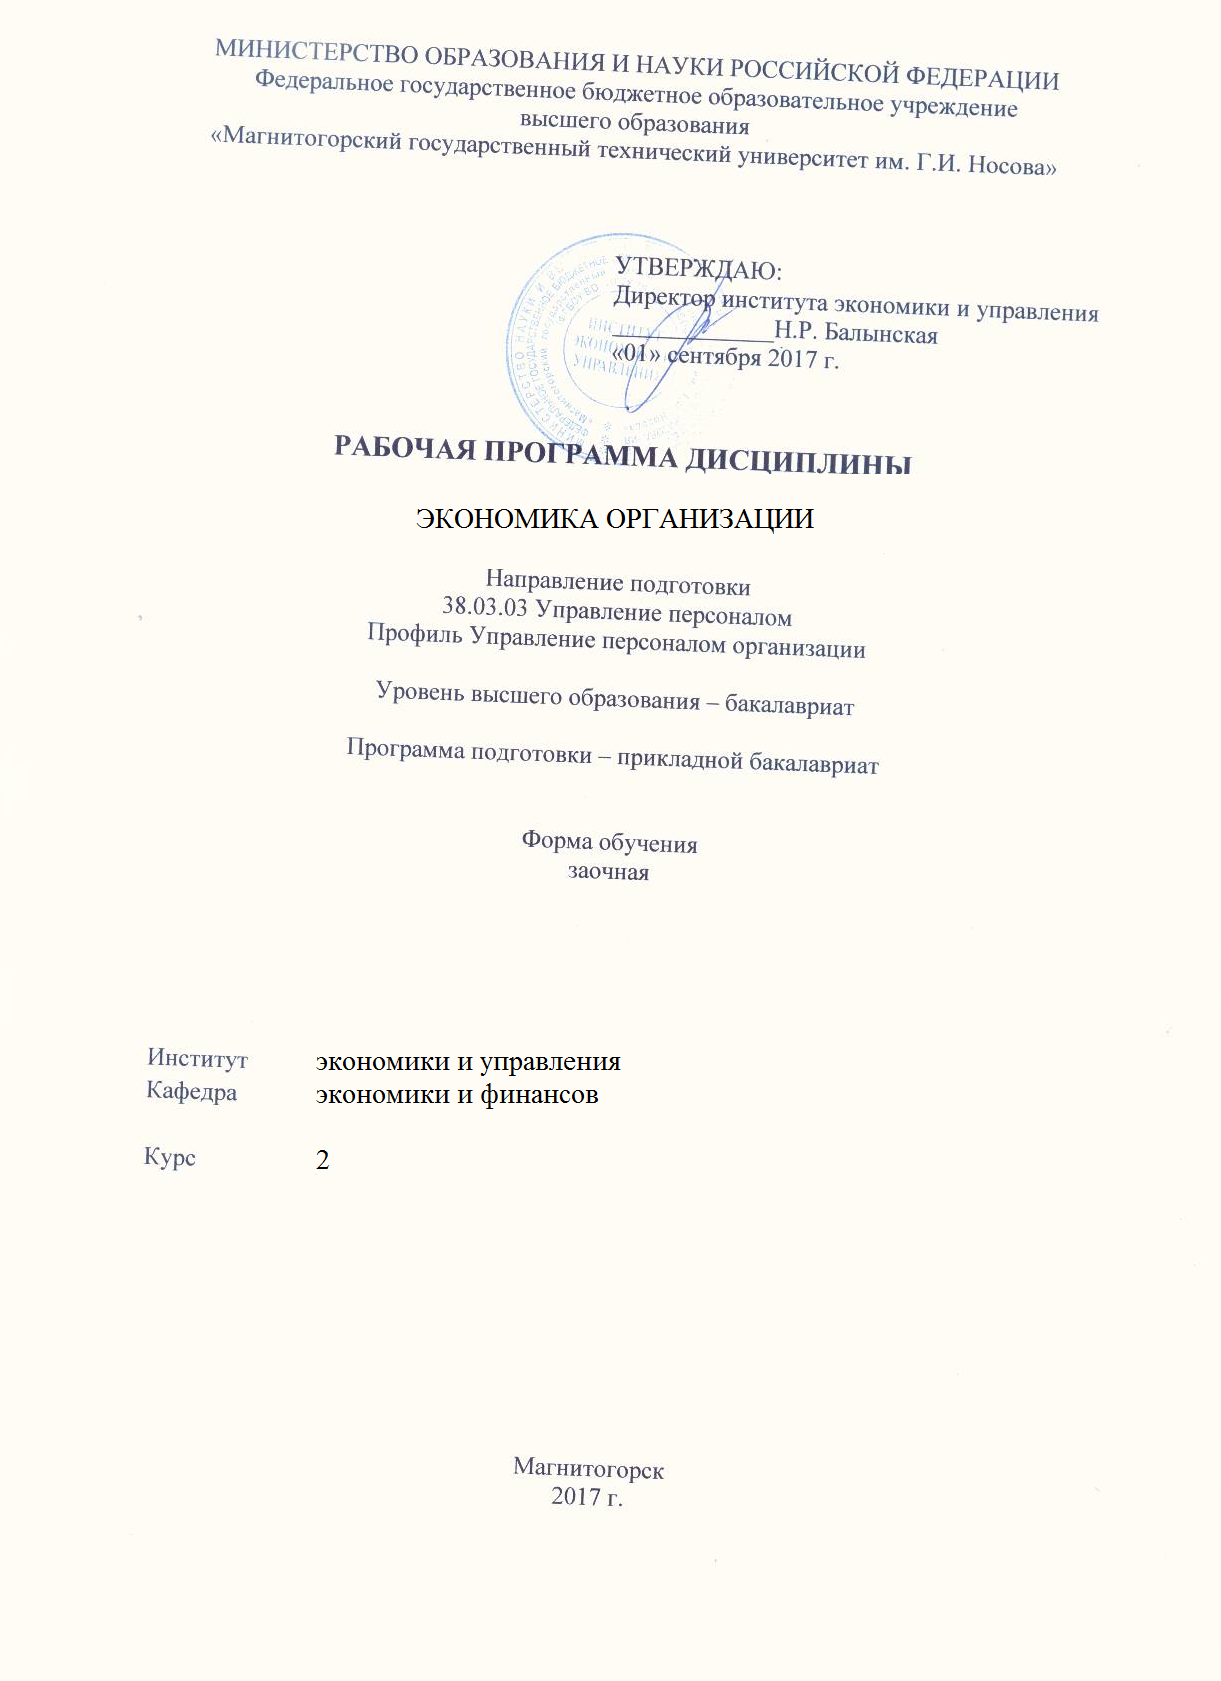 МИНИСТЕРСТВО ОБРАЗОВАНИЯ И НАУКИ РОССИЙСКОЙ ФЕДЕРАЦИИ
Федеральное государственное бюджетное образовательное учреждение
высшего образования
«Магнитогорский государственный технический университет им. Г.И. Носова»
УТВЕРЖДАЮ:
Директор института экономики и управления
Н.Р. Балынская
«01» сентября 2017 г.
ИНСТИТУТ
УПРАВЛЕНИЯ
РАБОЧАЯ ПРОГРАММА ДИСЦИПЛИНЫ
ЭКОНОМИКА ОРГАНИЗАЦИИ
Направление подготовки
38.03.03 Управление персоналом
Профиль Управление персоналом организации
Уровень высшего образования – бакалавриат
Программа подготовки – прикладной бакалавриат
Форма обучения
заочная
Институт экономики и управления
Кафедра экономики и финансов
Курс 2
Магнитогорск
2017 г.